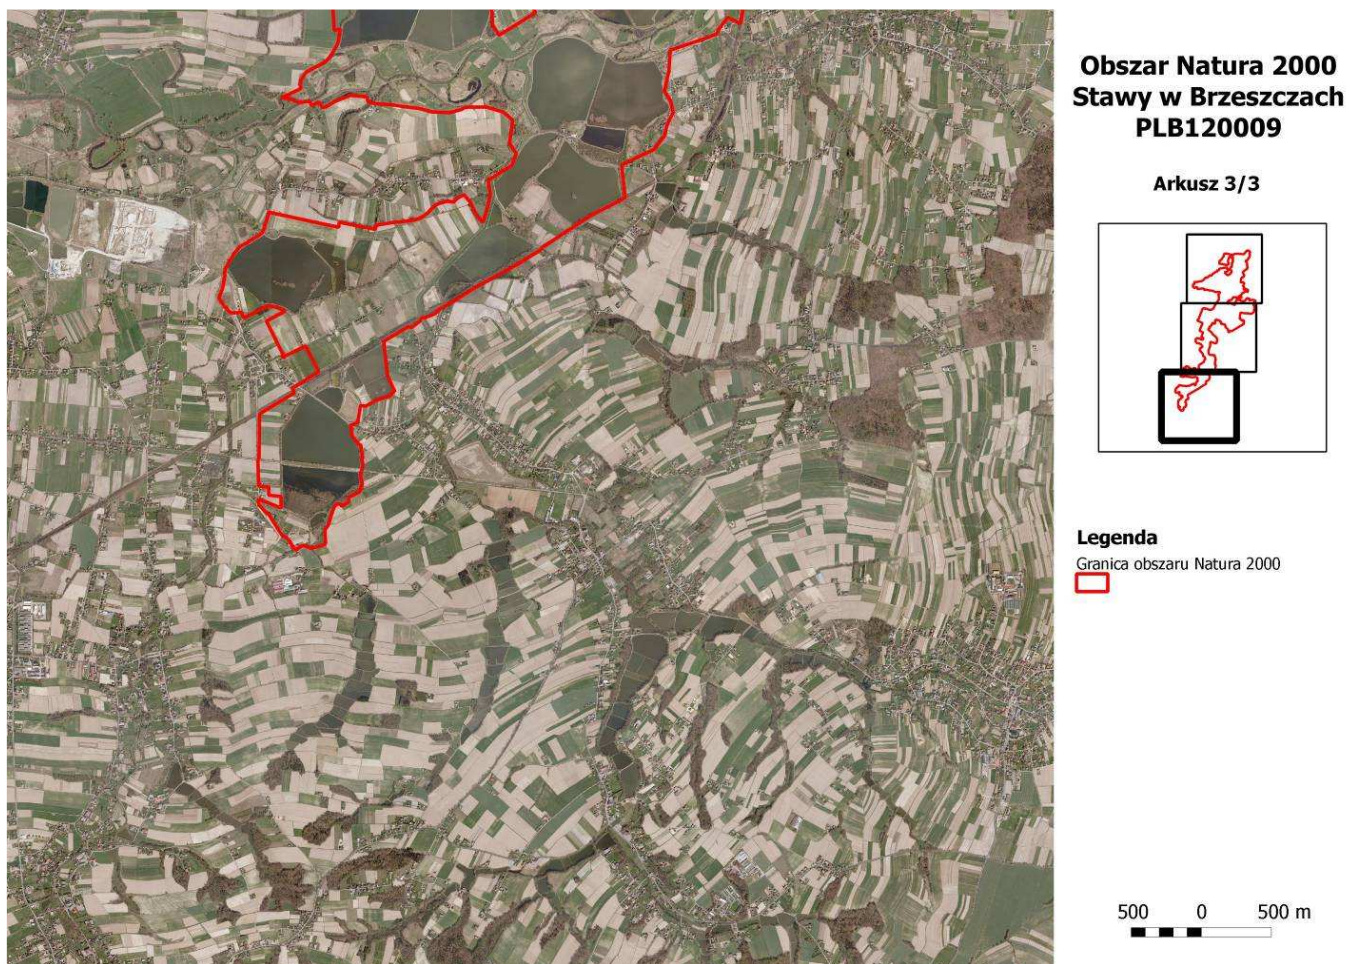 Obszar Natura 2000
Stawy w Brzeszczach
PLB120009
Arkusz 3/3
Legenda
Granica obszaru Natura 2000
500 0 500 m